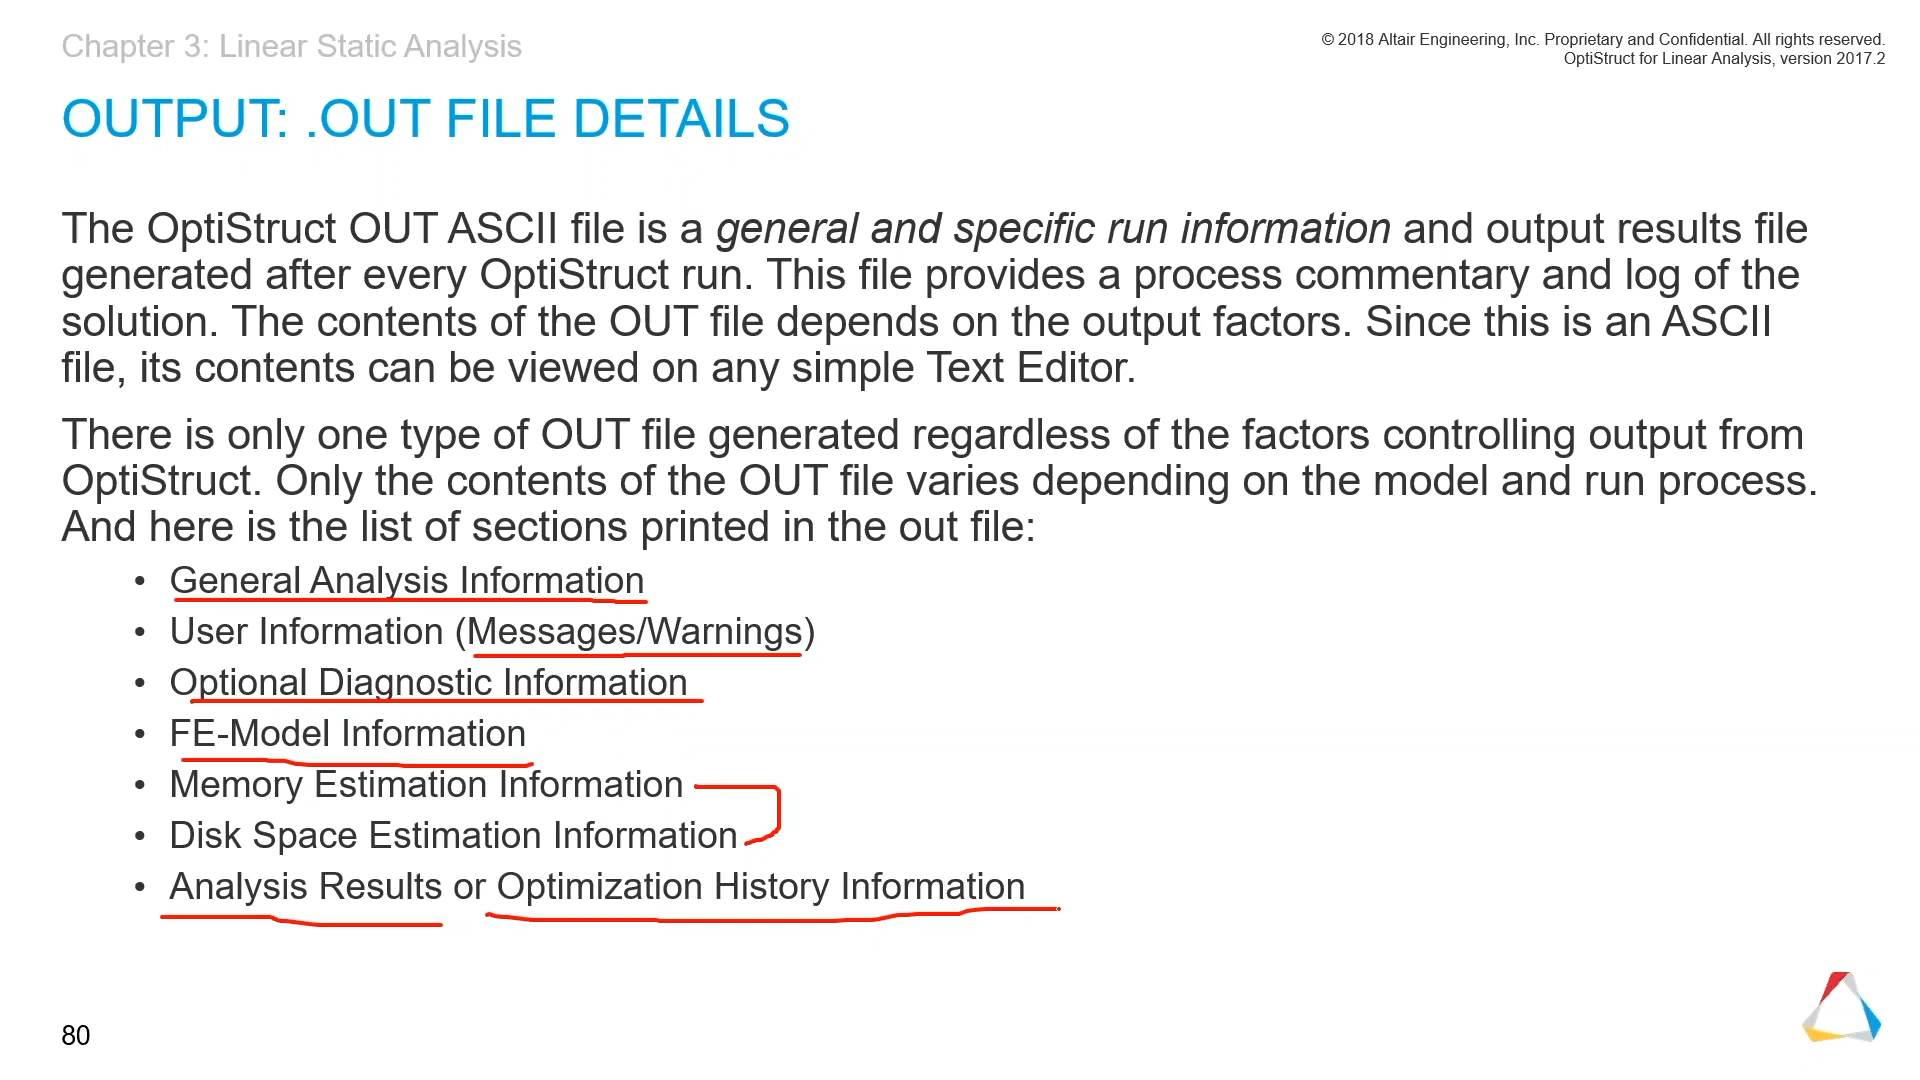 Chapter 3: Linear Static Analysis
© 2018 Altair Engineering, Inc. Proprietary and Confidential. All rights reserved.
OptiStruct for Linear Analysis, version 2017.2
OUTPUT: .OUT FILE DETAILS
The OptiStruct OUT ASCII file is a general and specific run information and output results file
generated after every OptiStruct run. This file provides a process commentary and log of the
solution. The contents of the OUT file depends on the output factors. Since this is an ASCII
file, its contents can be viewed on any simple Text Editor.
There is only one type of OUT file generated regardless of the factors controlling output from
OptiStruct. Only the contents of the OUT file varies depending on the model and run process.
And here is the list of sections printed in the out file:
• General Analysis Information
• User Information (Messages/Warnings)
• Optional Diagnostic Information
• FE-Model Information
• Memory Estimation Information
• Disk Space Estimation Information
• Analysis Results or Optimization History Information
80